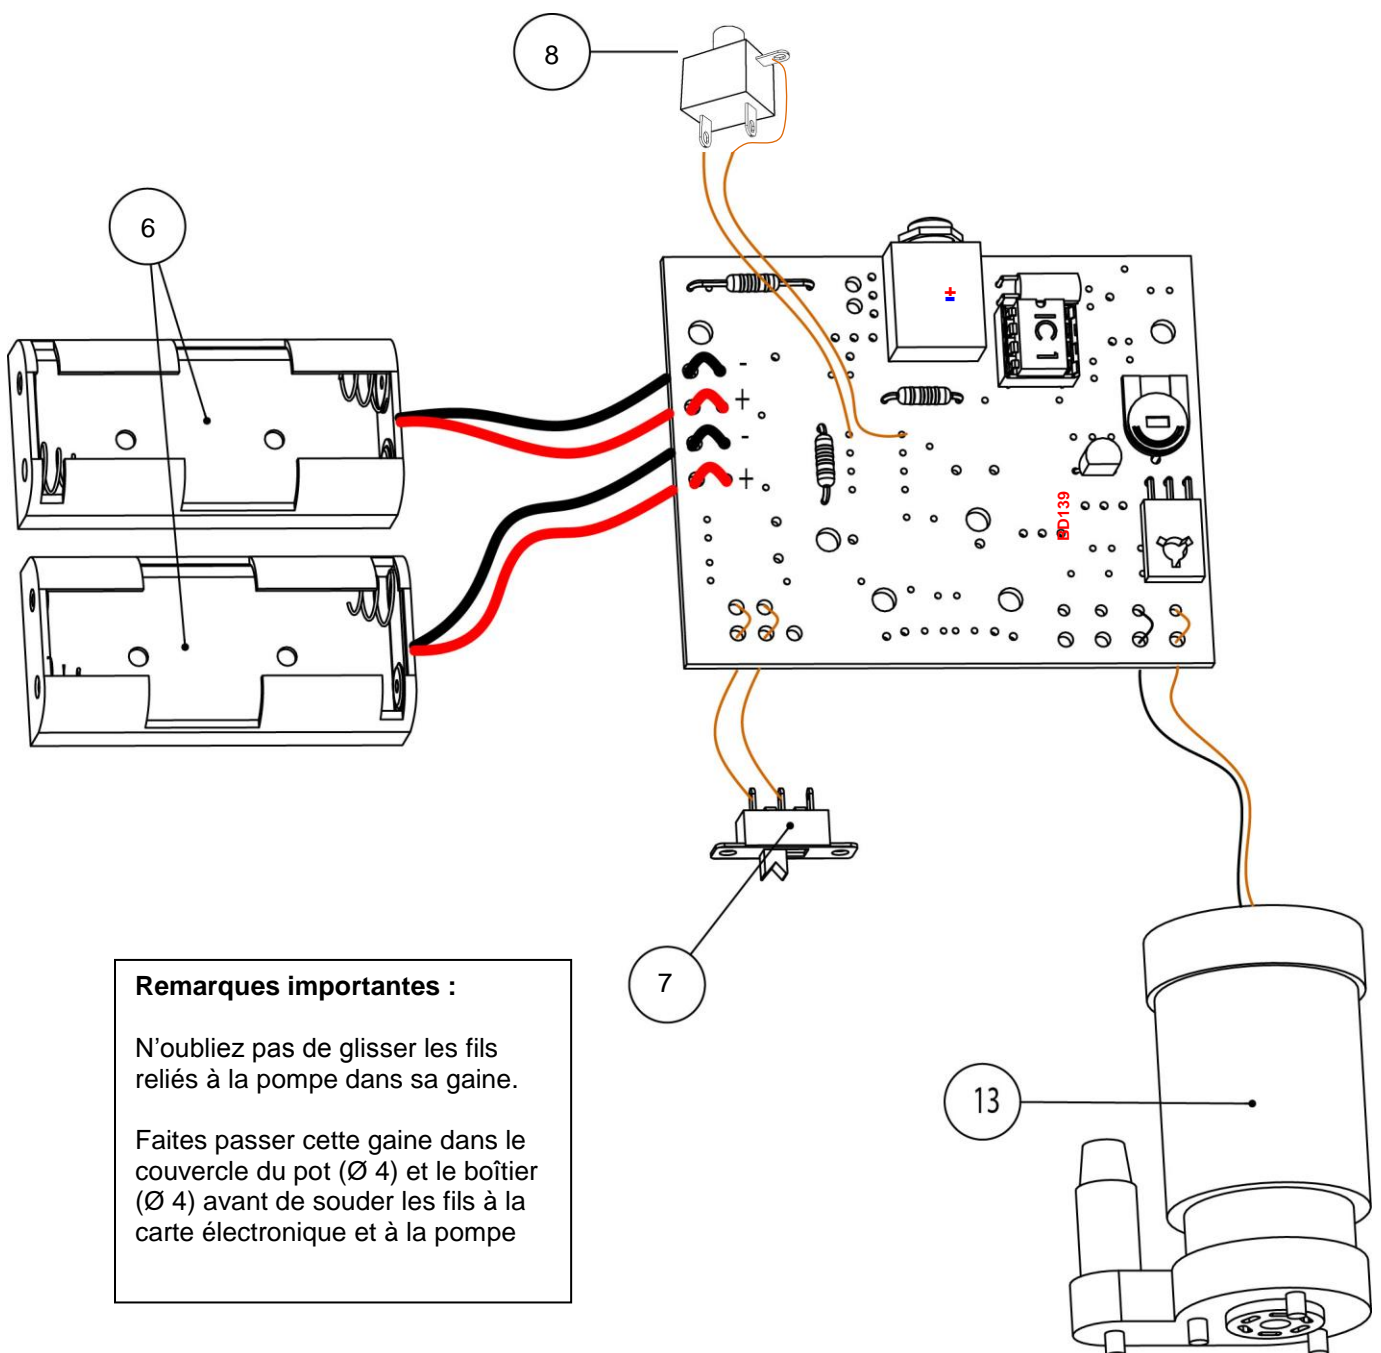 8
6
+
-
IC1
-
+
-
+
BD139
7
13
Remarques importantes :
N’oubliez pas de glisser les fils
reliés à la pompe dans sa gaine.
Faites passer cette gaine dans le
couvercle du pot (Ø 4) et le boîtier
(Ø 4) avant de souder les fils à la
carte électronique et à la pompe